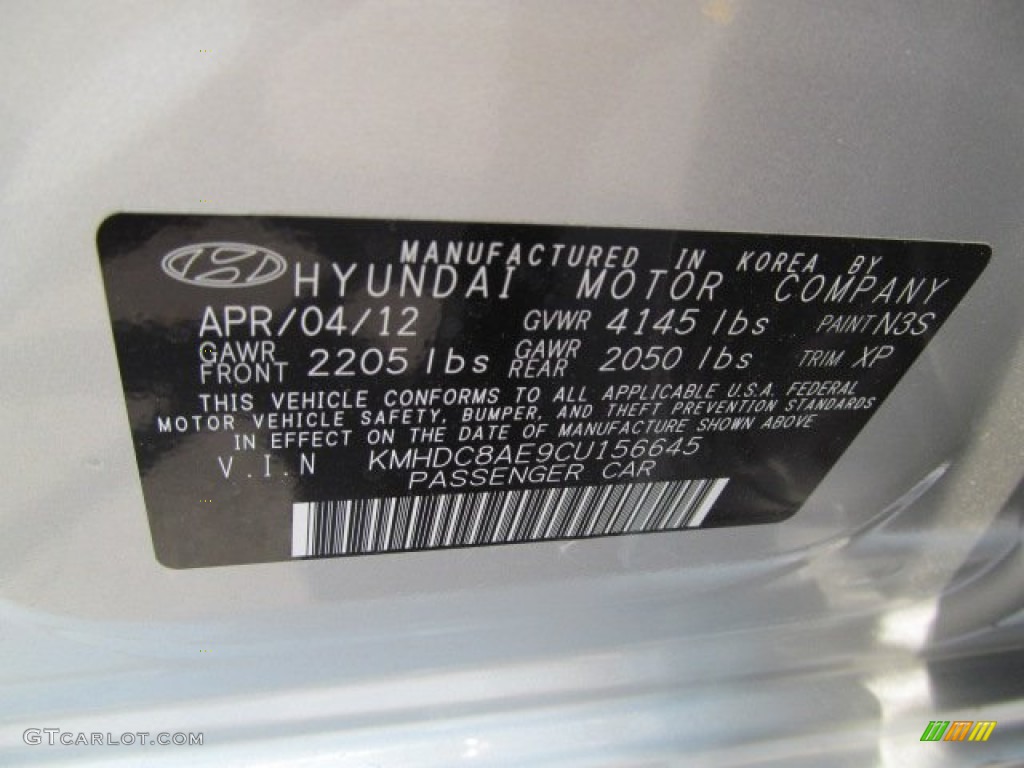 MANUFACTURED IN KOREA BY
HYUNDAI MOTOR COMPANY
APR/04/12 GVWR 4145 lbs PAINT N3S
GAWR FRONT 2205 lbs GAWR REAR 2050 lbs TRIM XP
THIS VEHICLE CONFORMS TO ALL APPLICABLE U.S.A. FEDERAL
MOTOR VEHICLE SAFETY, BUMPER, AND THEFT PREVENTION STANDARDS
IN EFFECT ON THE DATE OF MANUFACTURE SHOWN ABOVE
V.I.N KMHDC8AE9CU156645
PASSENGER CAR
GTCARLOT.COM